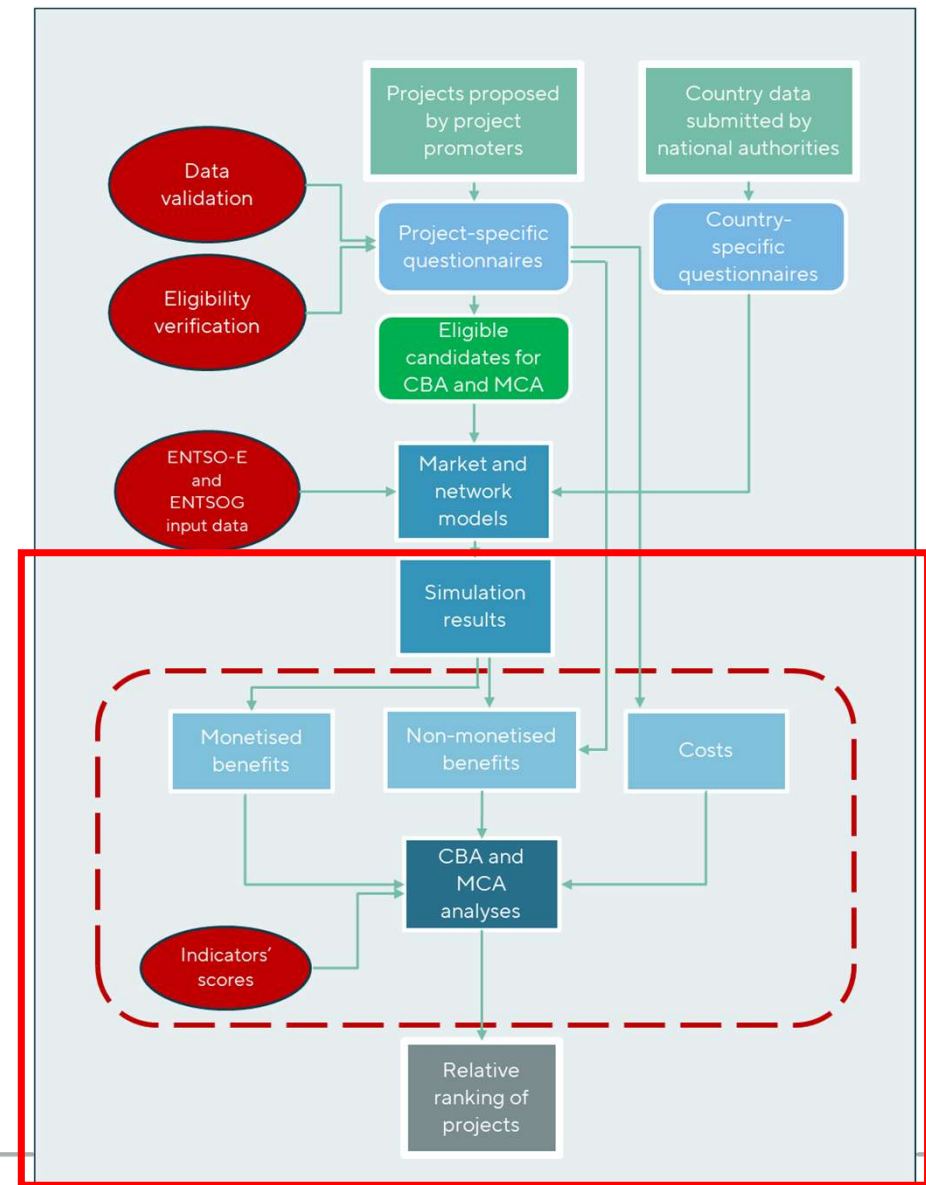 Projects proposed
by project
promoters
Country data
submitted by
national authorities
Data
validation
Project-specific
questionnaires
Country-
specific
questionnaires
Eligibility
verification
Eligible
candidates for
CBA and MCA
ENTSO-E
and
ENTSOG
input data
Market and
network
models
Simulation
results
Monetised
benefits
Non-monetised
benefits
Costs
CBA and
MCA
analyses
Indicators’
scores
Relative
ranking of
projects